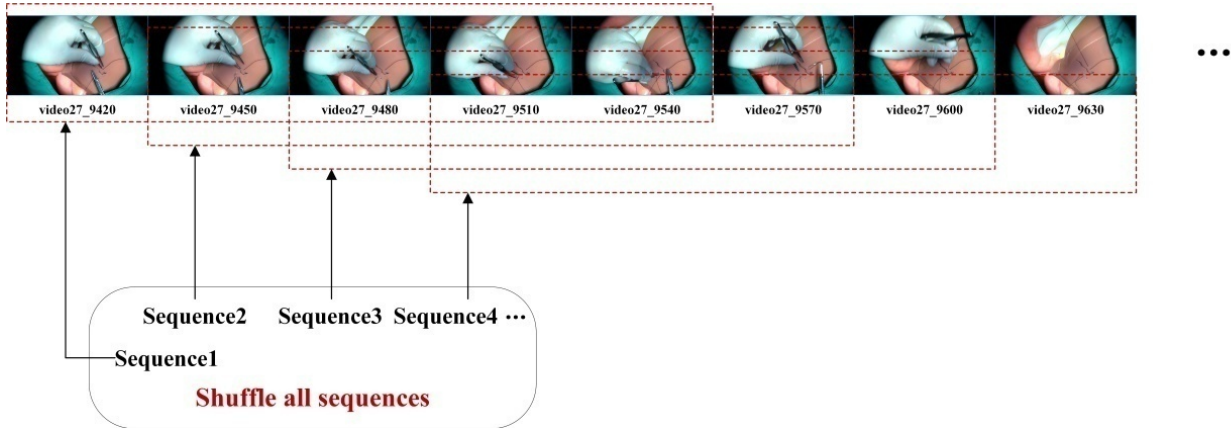 ...
video27_9420 video27_9450 video27_9480 video27_9510 video27_9540 video27_9570 video27_9600 video27_9630
Sequence2 Sequence3 Sequence4 ...
Sequence1
Shuffle all sequences